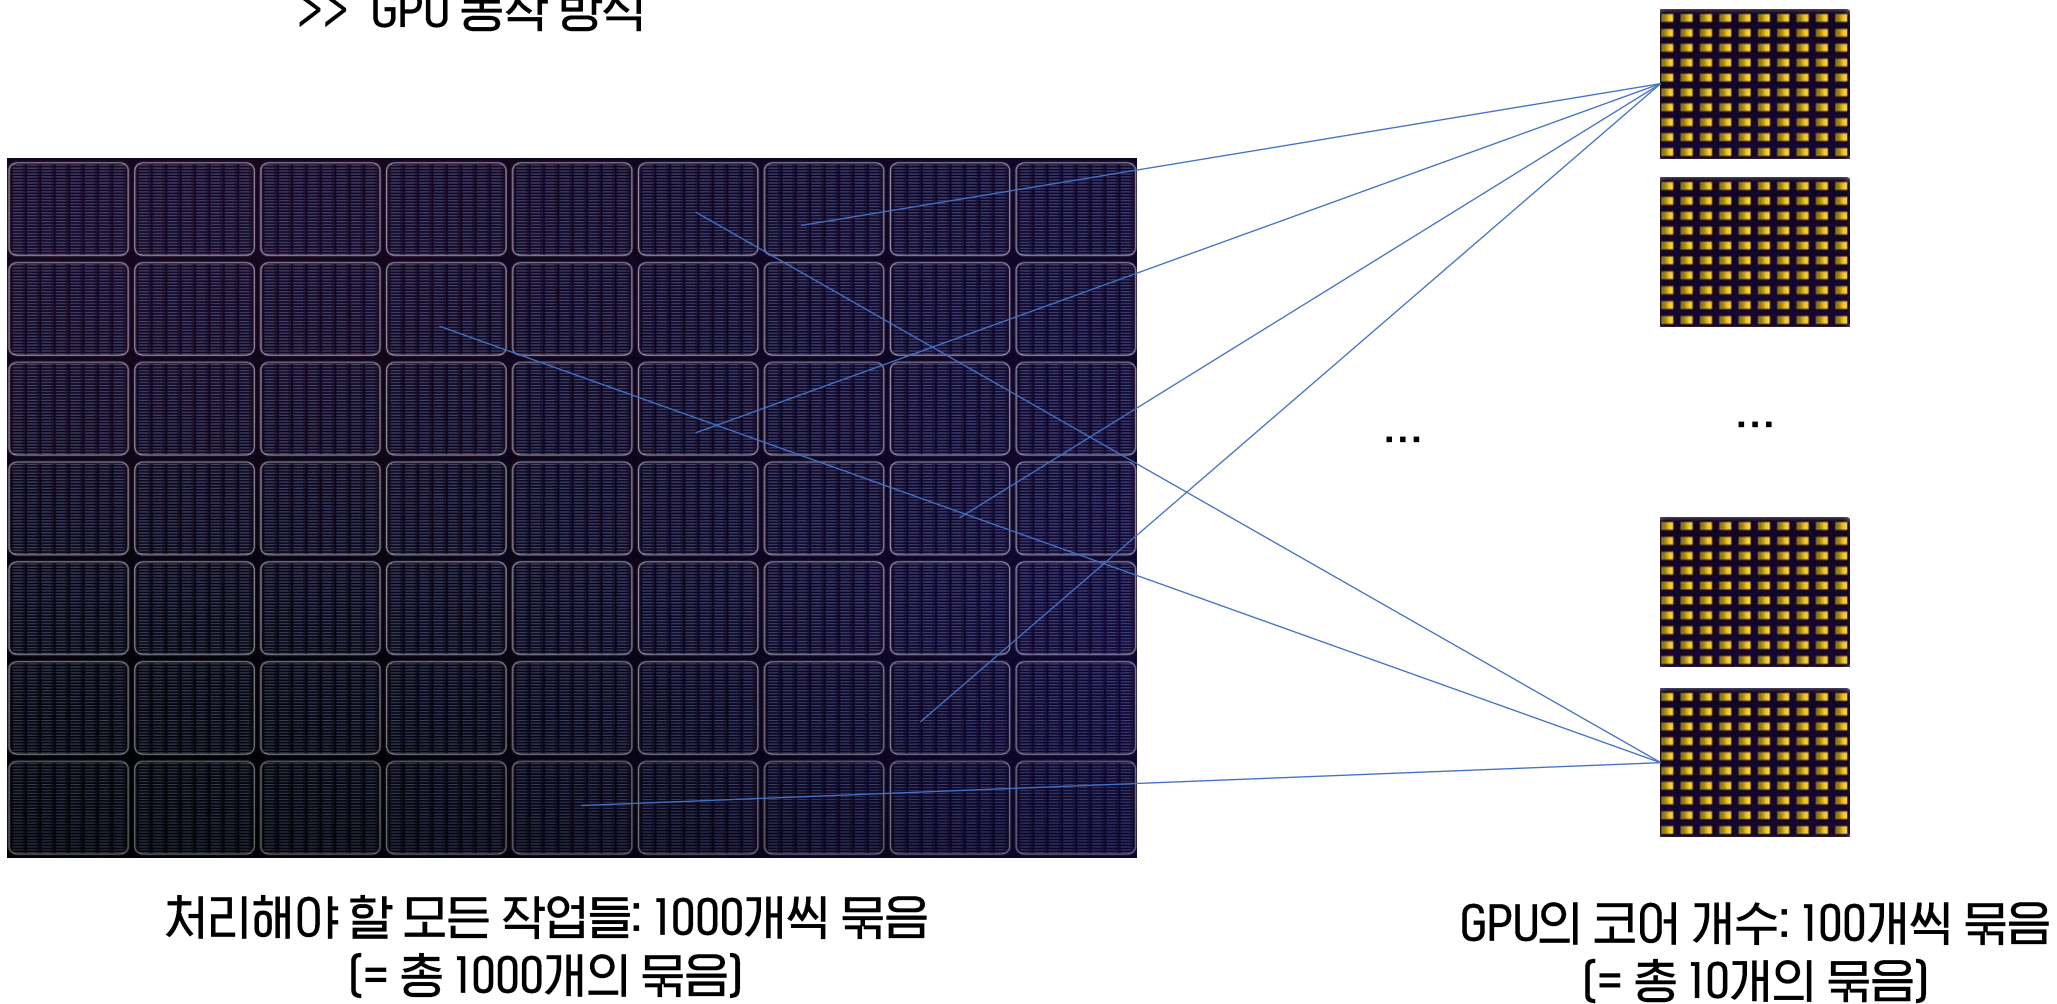 >> GPU 동작 방식
...
...
처리해야 할 모든 작업들: 1000개씩 묶음
(= 총 1000개의 묶음)
GPU의 코어 개수: 100개씩 묶음
(= 총 10개의 묶음)